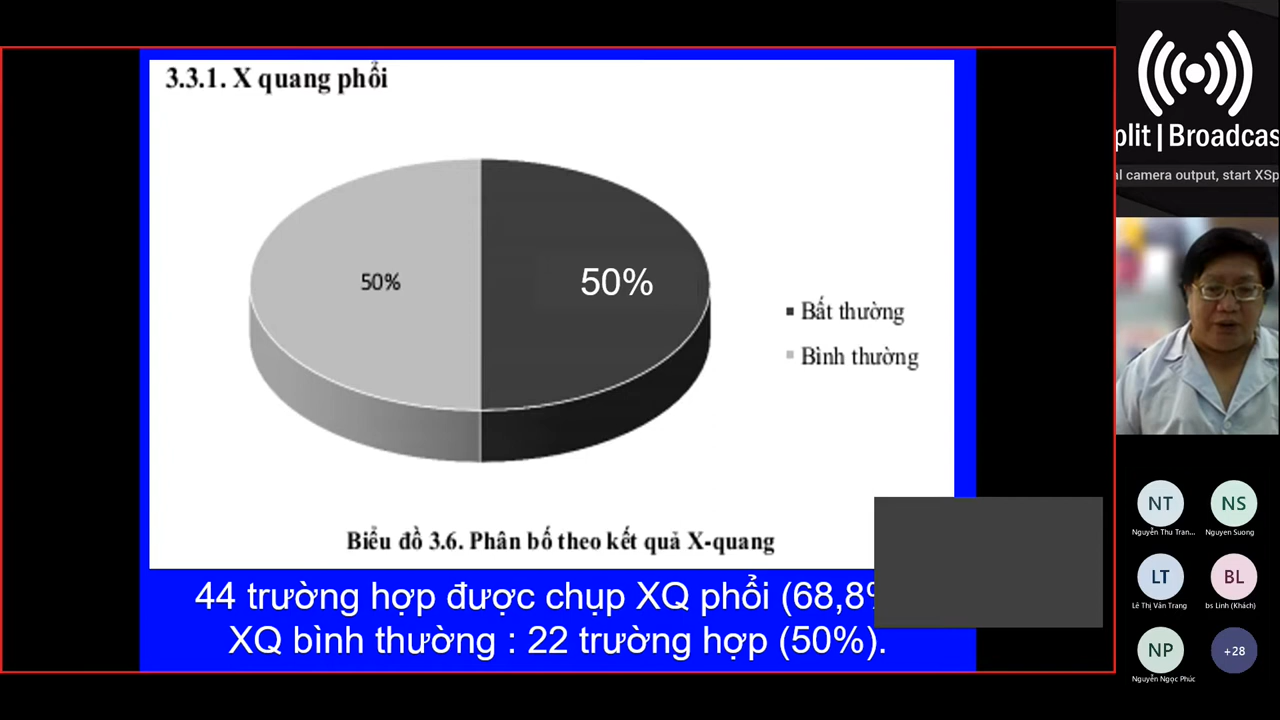 3.3.1. X quang phổi
50%
50%
Bất thường
Bình thường
Biểu đồ 3.6. Phân bố theo kết quả X-quang
44 trường hợp được chụp XQ phổi (68,8%
XQ bình thường : 22 trường hợp (50%).
plit | Broadcas
l camera output, start XSp
NT
NS
Nguyễn Thu Tran...
Nguyen Suong
LT
BL
Lê Thị Vân Trang
bs Linh (Khách)
NP
+28
Nguyễn Ngọc Phúc